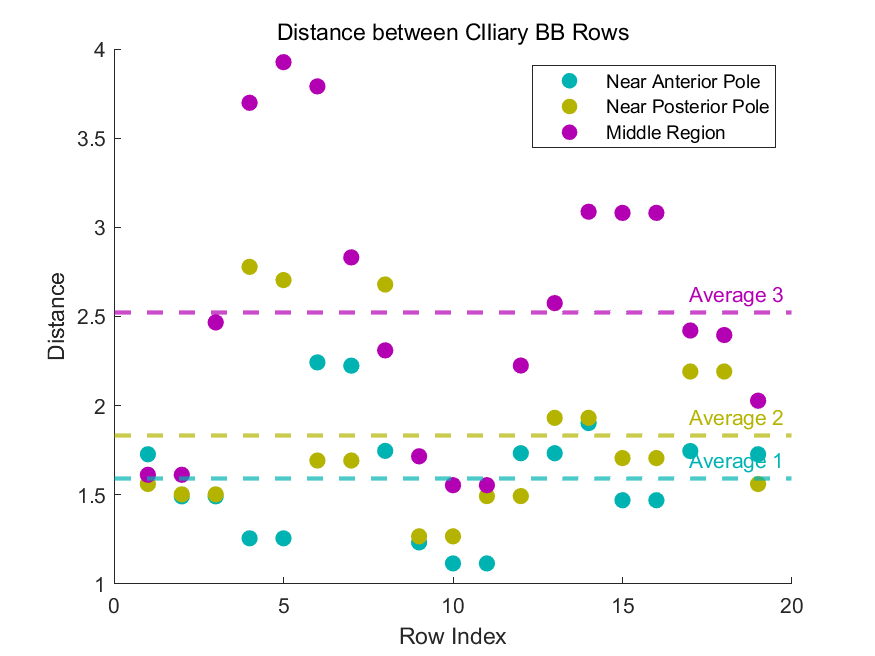 Distance between CIliary BB Rows
4
3.5
3
2.5
2
1.5
1
Distance
Near Anterior Pole
Near Posterior Pole
Middle Region
Average 3
Average 2
Average 1
0
5
10
15
20
Row Index